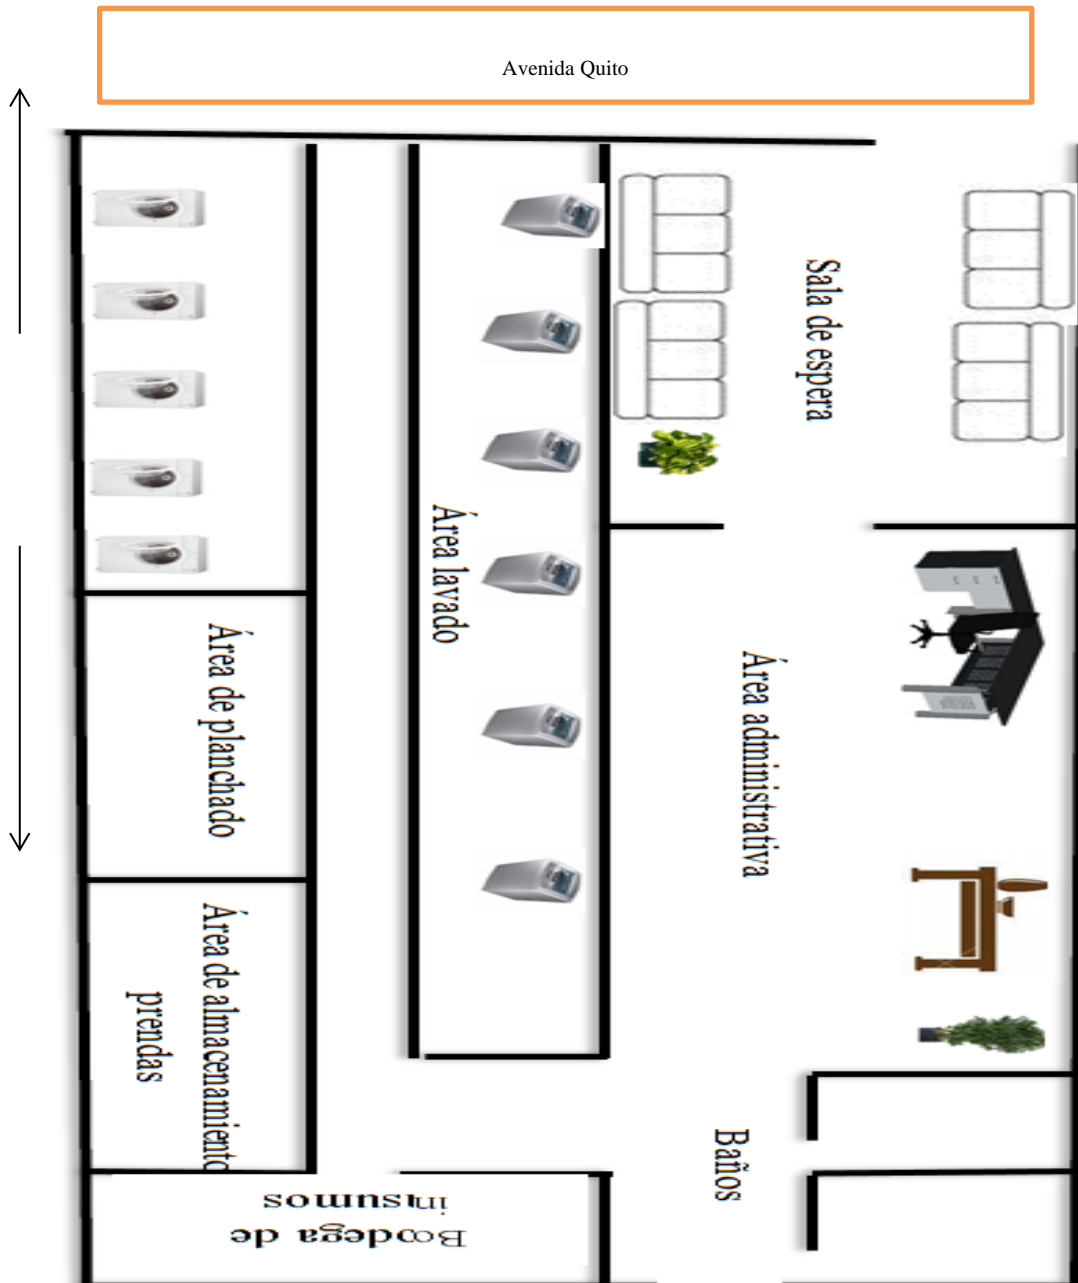 Avenida Quito
Sala de espera
Área lavado
Área administrativa
Área de planchado
Área de almacenamiento
prendas
Baños
Bodega de
insumos